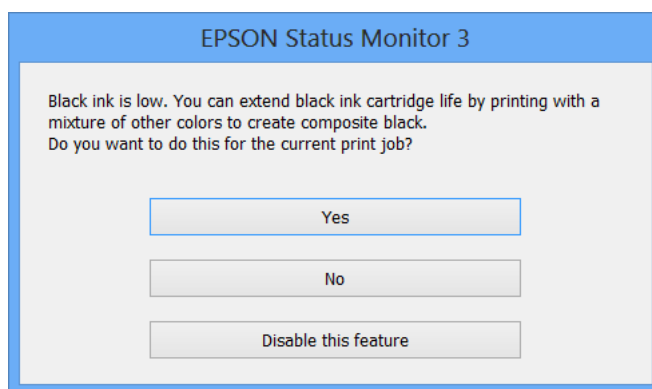 EPSON Status Monitor 3
Black ink is low. You can extend black ink cartridge life by printing with a
mixture of other colors to create composite black.
Do you want to do this for the current print job?
Yes
No
Disable this feature